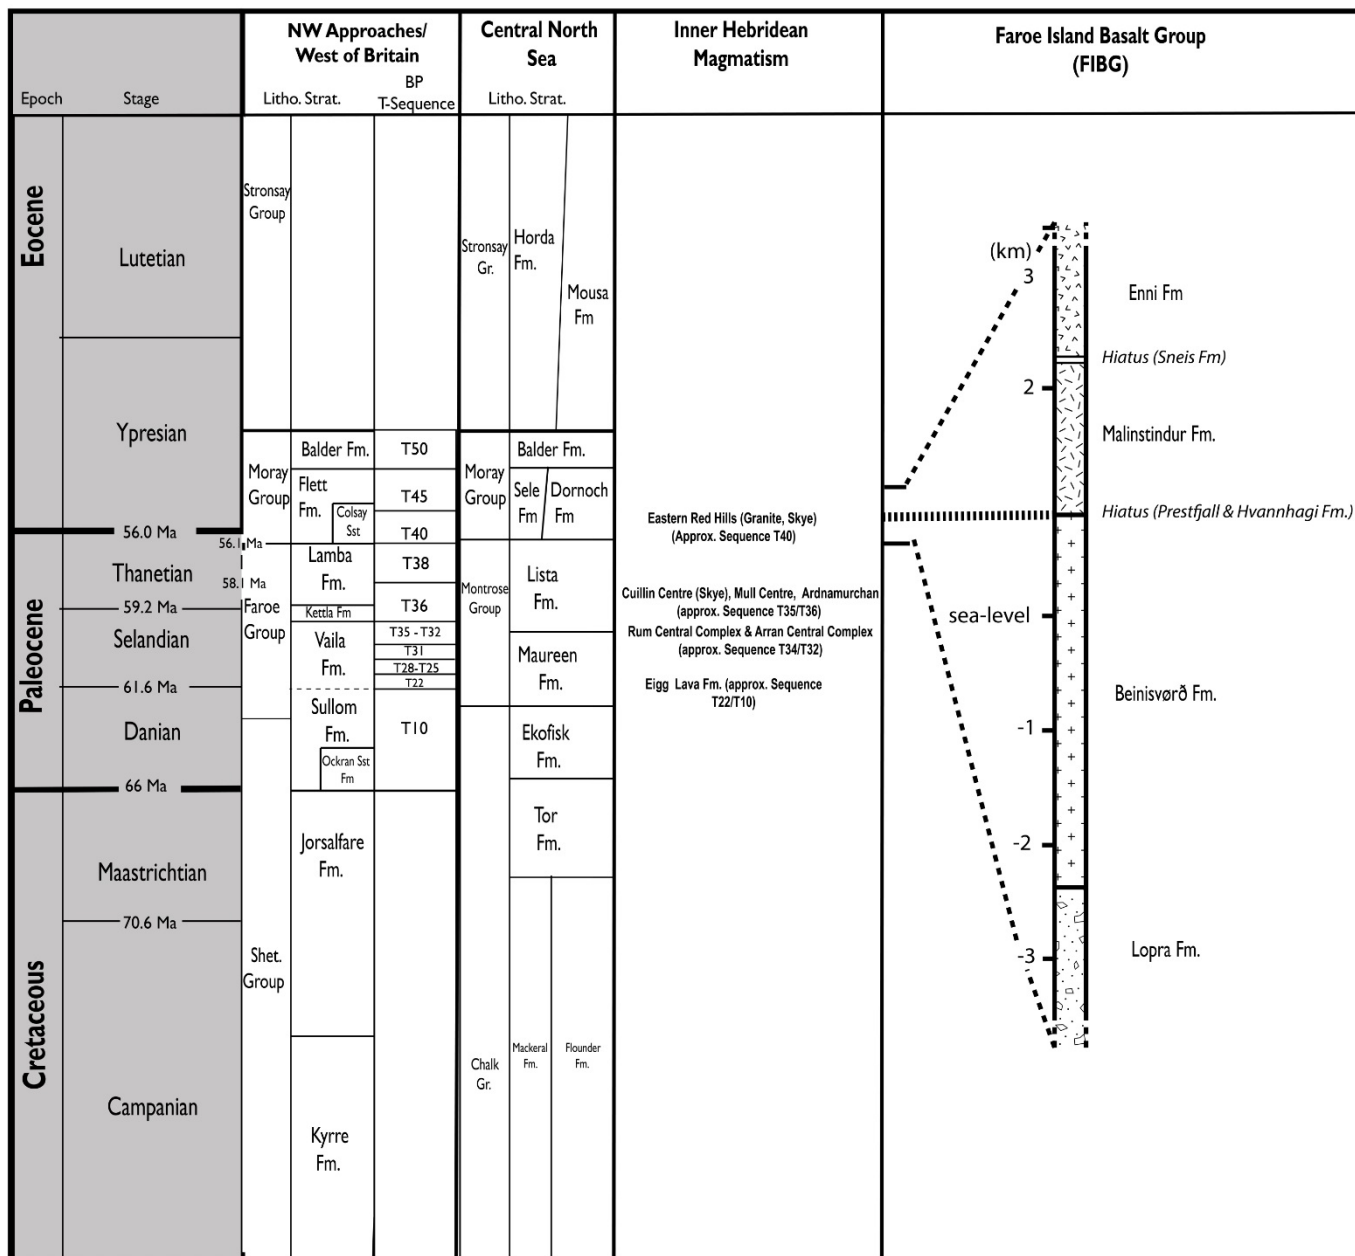 NW Approaches/
West of Britain
Central North
Sea
Inner Hebridean
Magmatism
Faroe Island Basalt Group
(FIBG)
Epoch
Stage
Litho. Strat.
BP
T-Sequence
Litho. Strat.
Eocene
Lutetian
Ypresian
56.0 Ma
Paleocene
Thanetian
59.2 Ma
Selandian
61.6 Ma
Danian
66 Ma
Cretaceous
Maastrichtian
70.6 Ma
Campanian
Stronsay
Group
Moray
Group
56.1 Ma
58.1 Ma
Faroe
Group
Shet.
Group
Balder Fm.
Flett
Fm.
Colsay
Sst
Lamba
Fm.
Kettla Fm
Vaila
Fm.
Sullom
Fm.
Ockran Sst
Fm
Jorsalfare
Fm.
Kyrre
Fm.
T50
T45
T40
T38
T36
T35 - T32
T31
T28-T25
T22
T10
Stronsay
Gr.
Moray
Group
Montrose
Group
Chalk
Gr.
Horda
Fm.
Mousa
Fm
Balder Fm.
Sele
Fm
Dornoch
Fm
Lista
Fm.
Maureen
Fm.
Ekofisk
Fm.
Tor
Fm.
Mackeral
Fm.
Flounder
Fm.
Eastern Red Hills (Granite, Skye)
(Approx. Sequence T40)
Cuillin Centre (Skye), Mull Centre, Ardnamurchan
(approx. Sequence T35/T36)
Rum Central Complex & Arran Central Complex
(approx. Sequence T34/T32)
Eigg Lava Fm. (approx. Sequence
T22/T10)
(km)
3
2
sea-level
-1
-2
-3
Enni Fm
Hiatus (Sneis Fm)
Malinstindur Fm.
Hiatus (Prestfjall & Hvannhagi Fm.)
Beinisvørð Fm.
Lopra Fm.